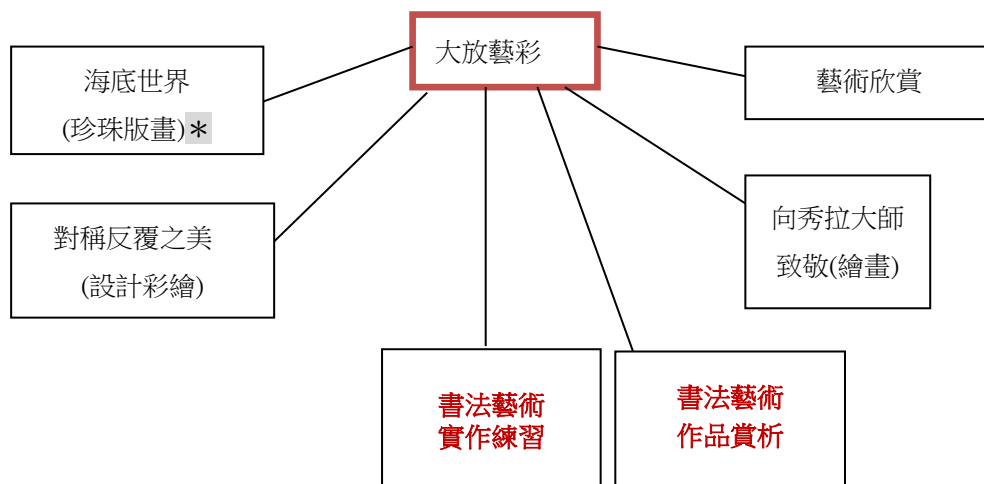 大放藝彩
海底世界
(珍珠版畫)＊
藝術欣賞
對稱反覆之美
(設計彩繪)
向秀拉大師
致敬(繪畫)
書法藝術
實作練習
書法藝術
作品賞析